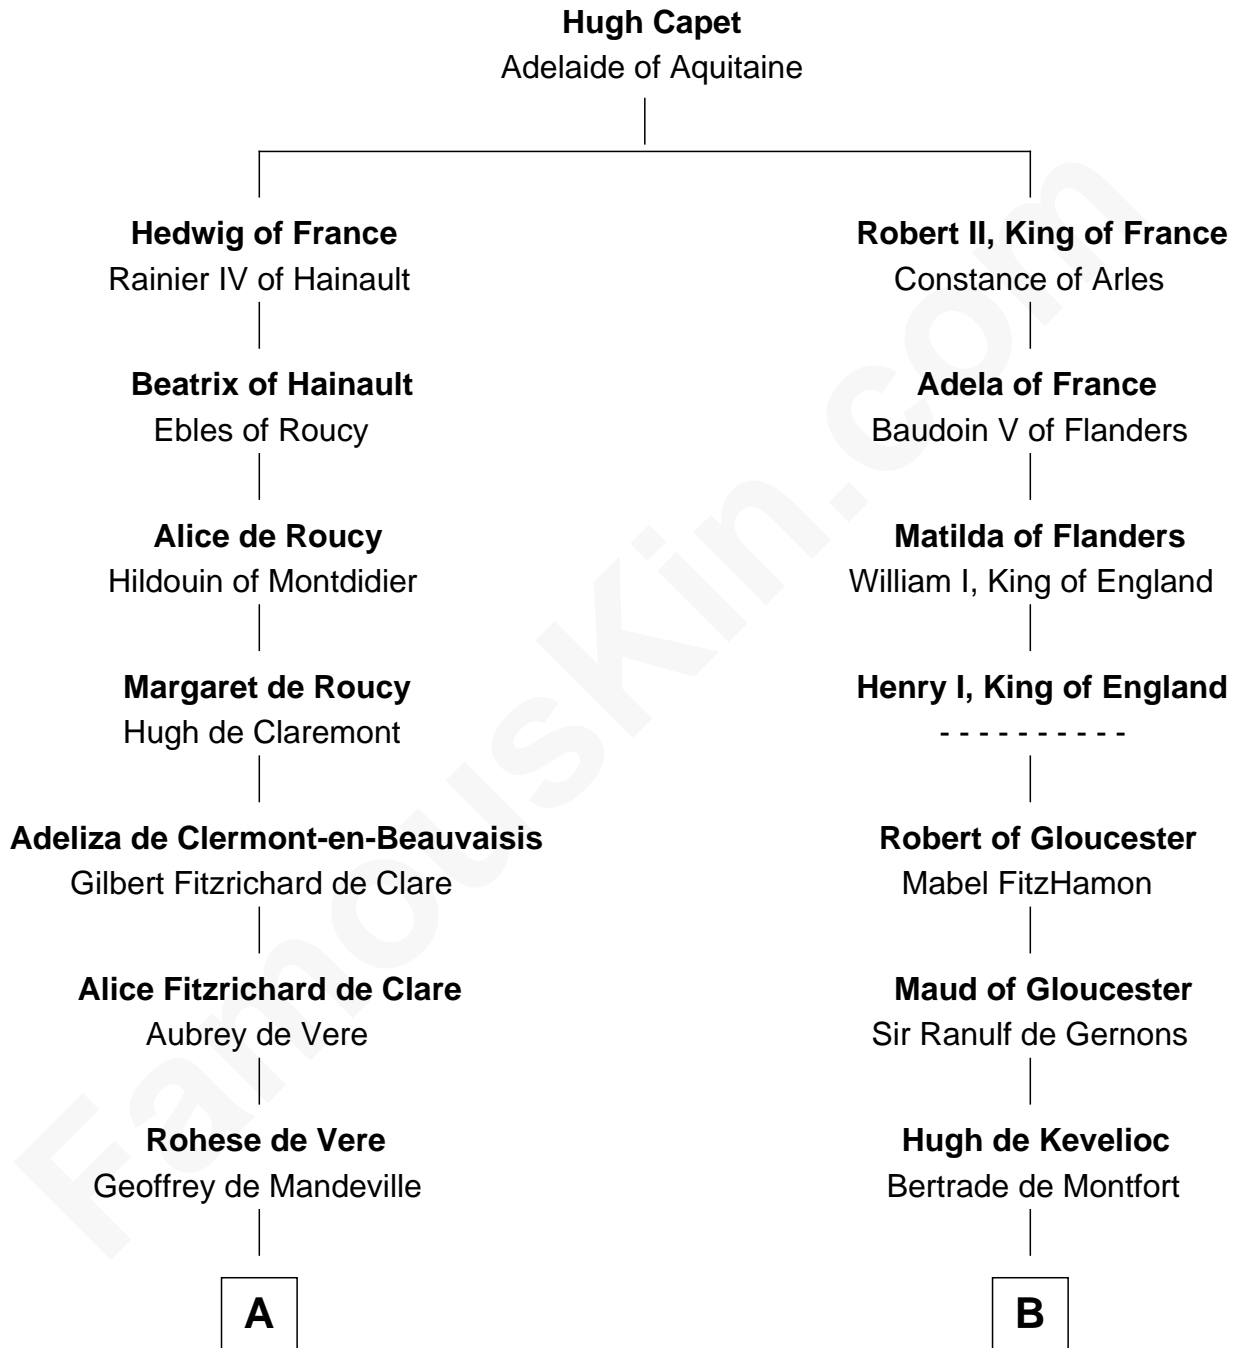 Hugh Capet
Adelaide of Aquitaine
Hedwig of France
Rainier IV of Hainault
Robert II, King of France
Constance of Arles
Beatrix of Hainault
Ebles of Roucy
Adela of France
Baudoin V of Flanders
Alice de Roucy
Hildouin of Montdidier
Matilda of Flanders
William I, King of England
Margaret de Roucy
Hugh de Claremont
Henry I, King of England
- - - - - - - - - -
Adeliza de Clermont-en-Beauvaisis
Gilbert Fitzrichard de Clare
Robert of Gloucester
Mabel FitzHamon
Alice Fitzrichard de Clare
Aubrey de Vere
Maud of Gloucester
Sir Ranulf de Gernons
Rohese de Vere
Geoffrey de Mandeville
Hugh de Kevelioc
Bertrade de Montfort
A
B
FamousKin.com